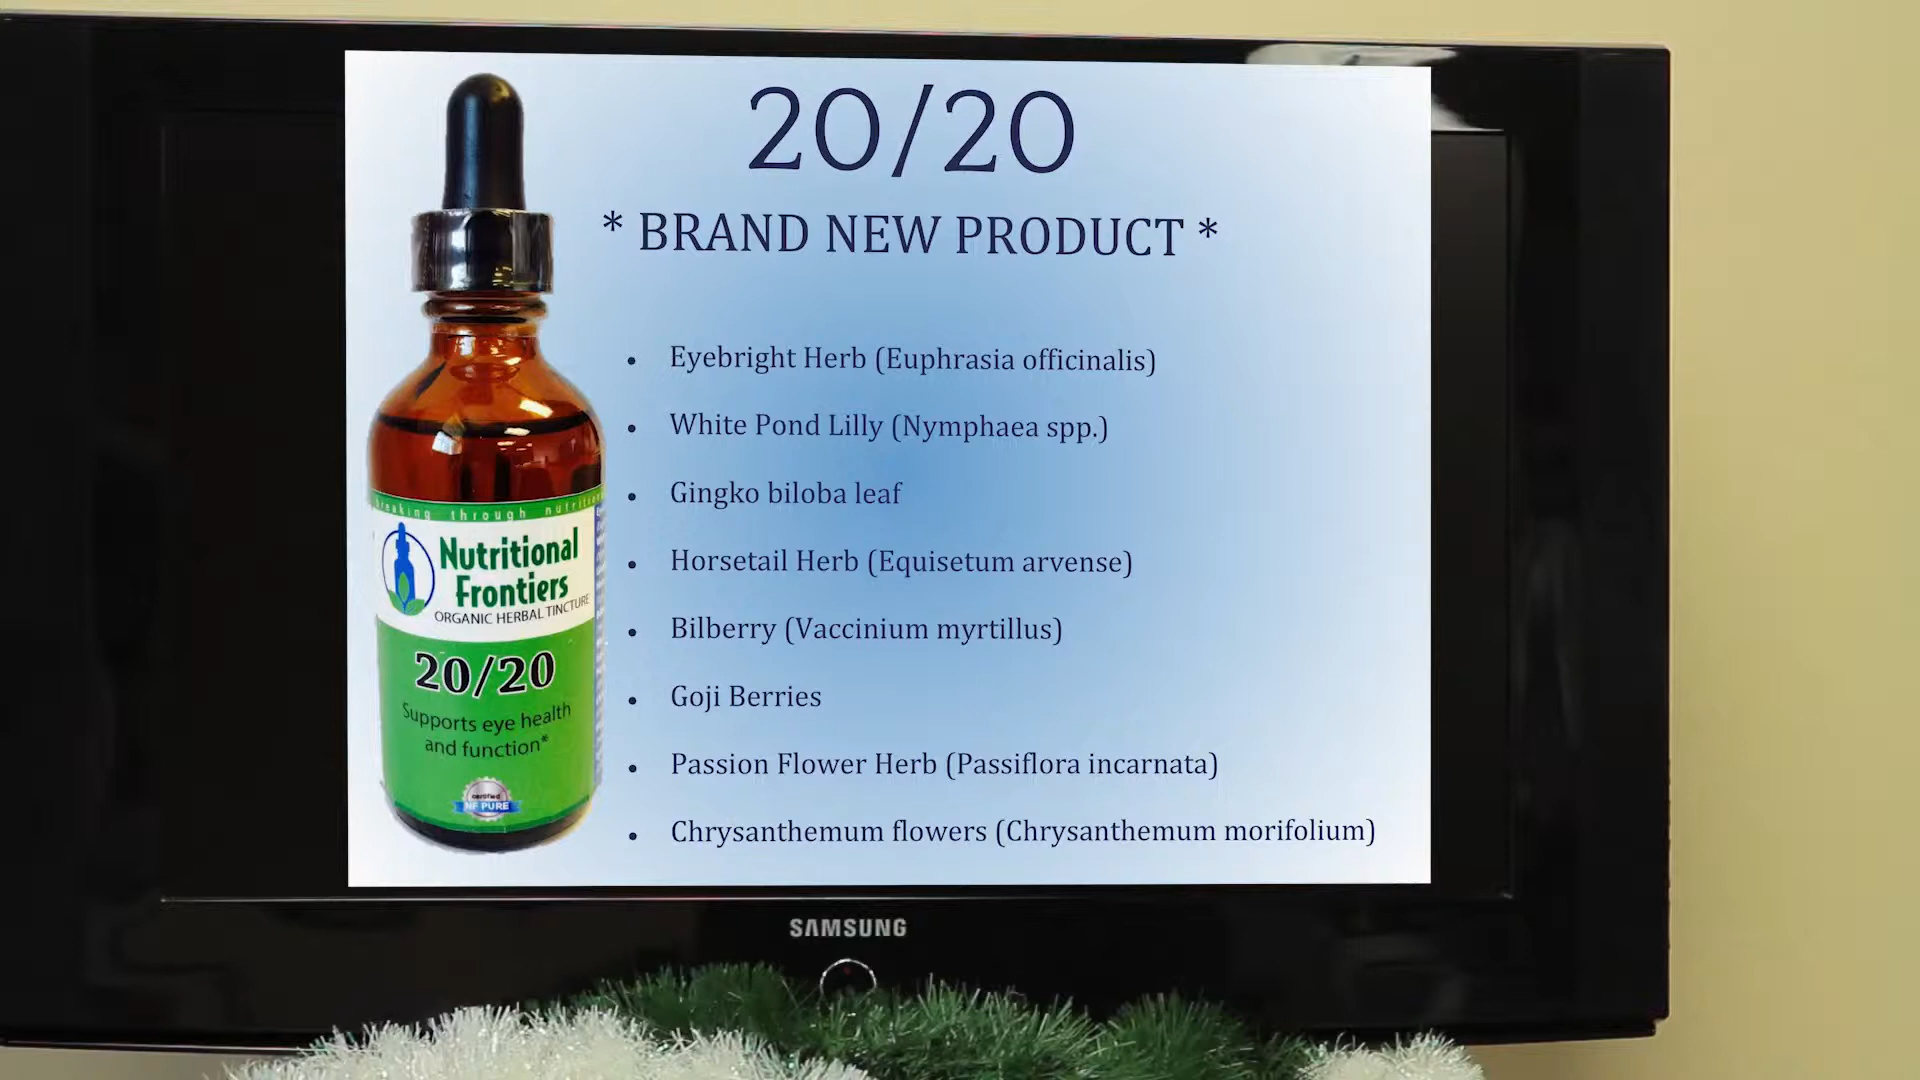 20/20
* BRAND NEW PRODUCT *
• Eyebright Herb (Euphrasia officinalis)
• White Pond Lilly (Nymphaea spp.)
• Gingko biloba leaf
• Horsetail Herb (Equisetum arvense)
• Bilberry (Vaccinium myrtillus)
• Goji Berries
• Passion Flower Herb (Passiflora incarnata)
• Chrysanthemum flowers (Chrysanthemum morifolium)
breaking through nutrition
Nutritional
Frontiers
ORGANIC HERBAL TINCTURE
20/20
Supports eye health
and function*
certified
NF PURE
SAMSUNG